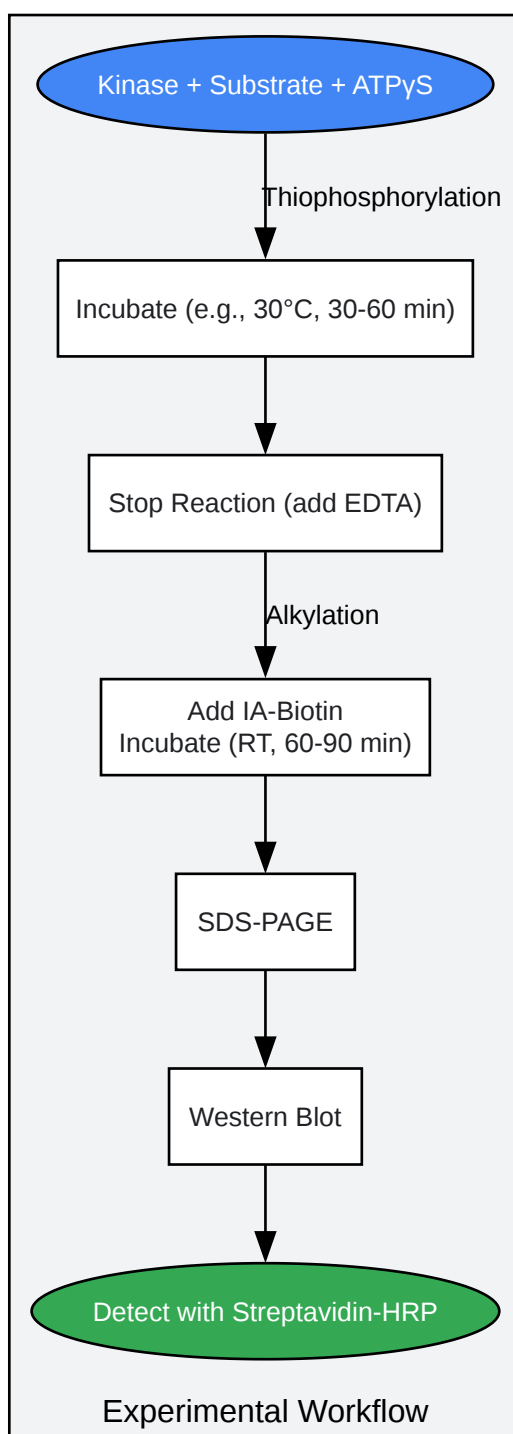 Kinase + Substrate + ATPγS
Thiophosphorylation
Incubate (e.g., 30°C, 30-60 min)
Stop Reaction (add EDTA)
Alkylation
Add IA-Biotin
Incubate (RT, 60-90 min)
SDS-PAGE
Western Blot
Detect with Streptavidin-HRP
Experimental Workflow